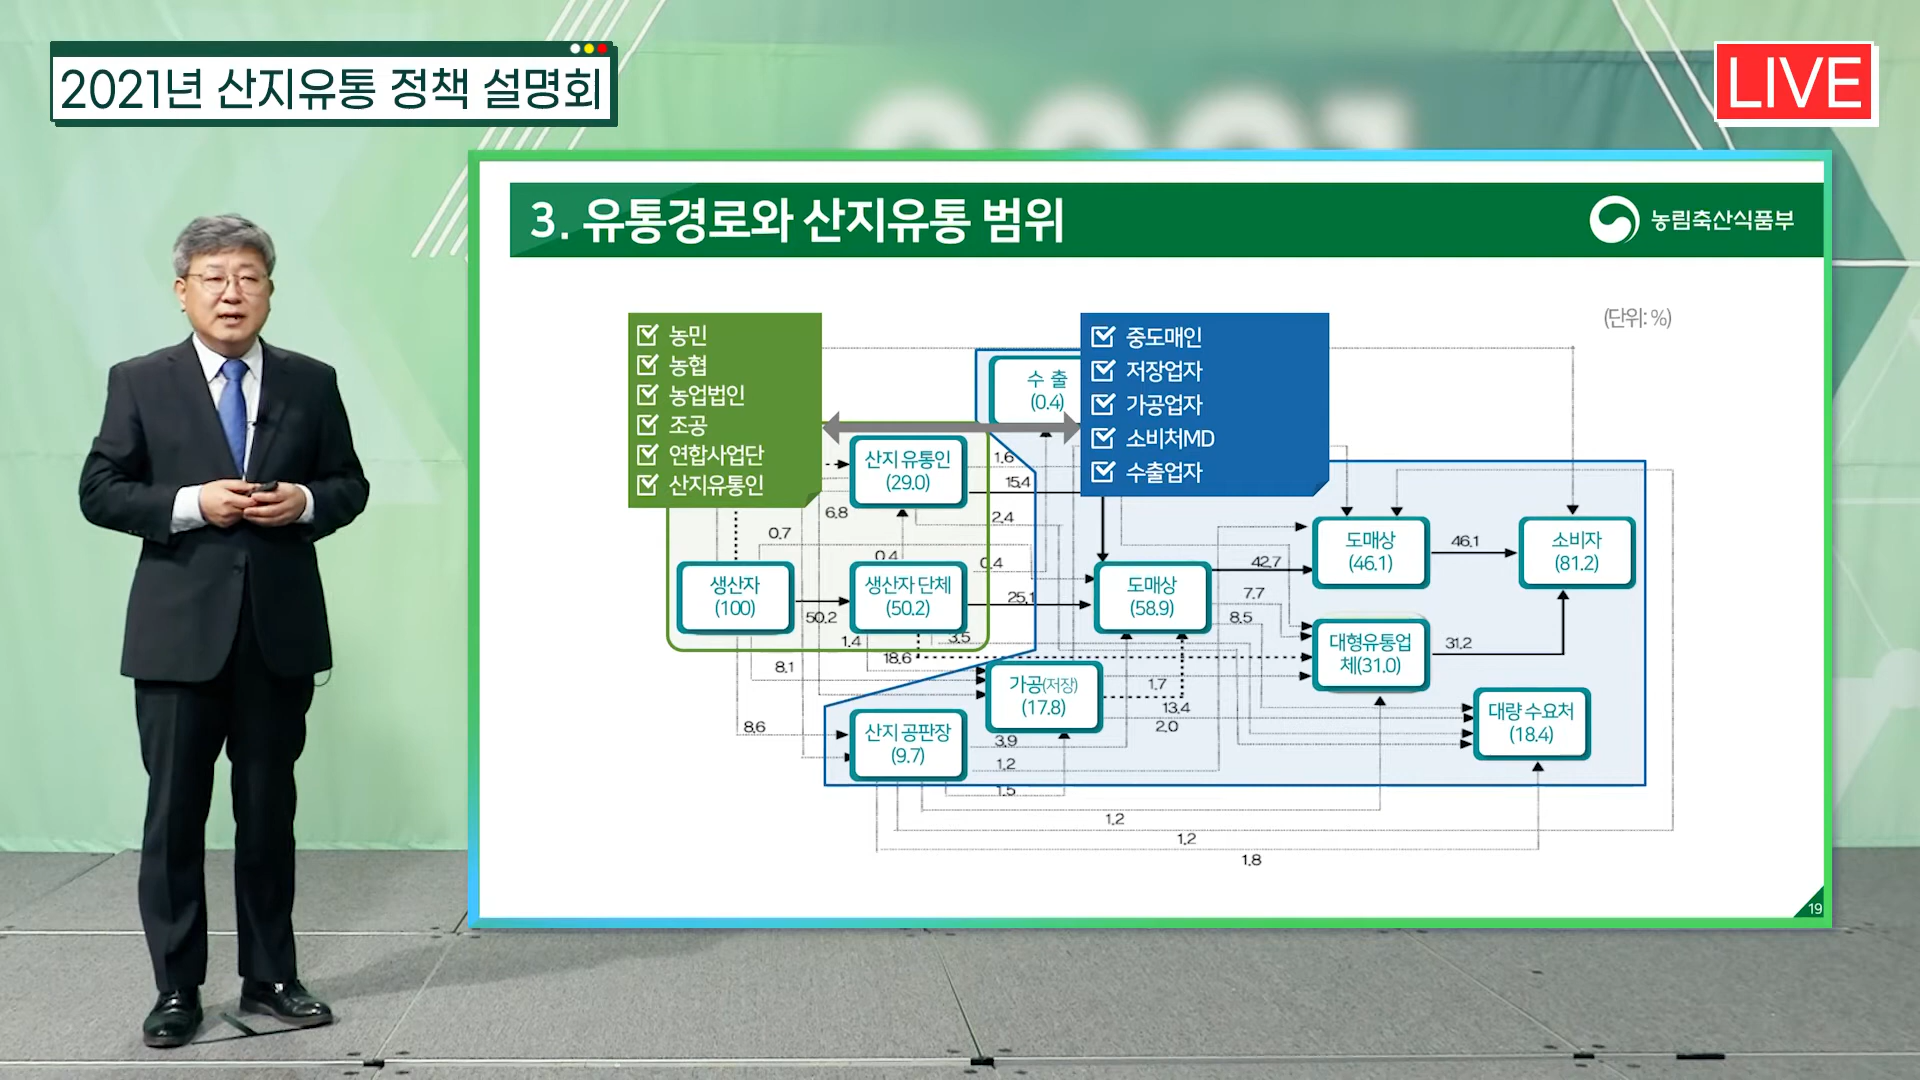 2021년 산지유통 정책 설명회
LIVE
3. 유통경로와 산지유통 범위
농림축산식품부
(단위: %)
농민
농협
농업법인
조공
연합사업단
산지유통인
중도매인
저장업자
가공업자
소비처MD
수출업자
수 출
(0.4)
산지 유통인
(29.0)
1.6
15.4
2.4
6.8
0.7
0.4
0.4
생산자
(100)
50.2
생산자 단체
(50.2)
25.1
도매상
(58.9)
42.7
도매상
(46.1)
46.1
소비자
(81.2)
7.7
8.5
대형유통업
체(31.0)
31.2
1.4
3.5
18.6
8.1
가공(저장)
(17.8)
1.7
13.4
2.0
대량 수요처
(18.4)
8.6
산지 공판장
(9.7)
3.9
1.2
1.5
1.2
1.2
1.8
19